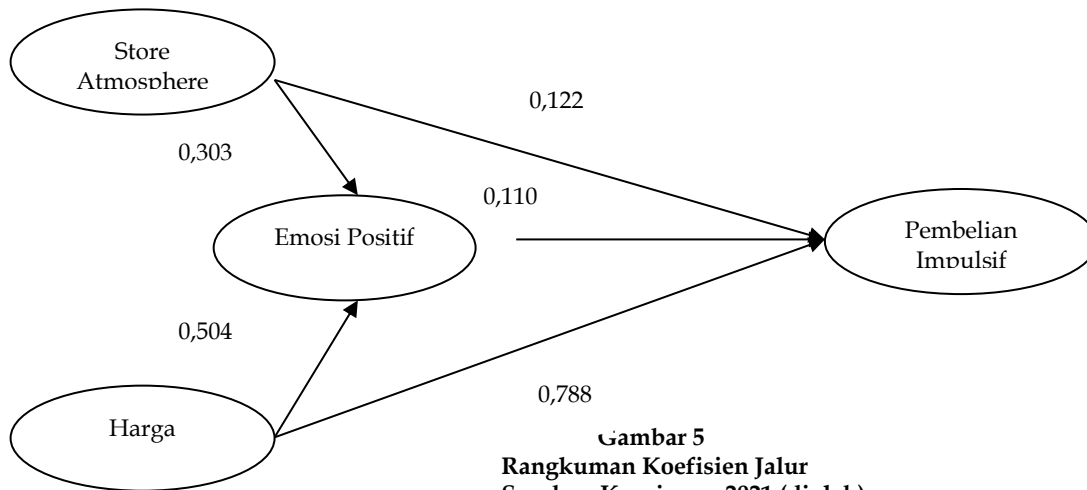 Store
Atmosphere
0,122
0,303
0,110
Emosi Positif
Pembelian
Impulsif
0,504
0,788
Harga
Gambar 5
Rangkuman Koefisien Jalur
2021